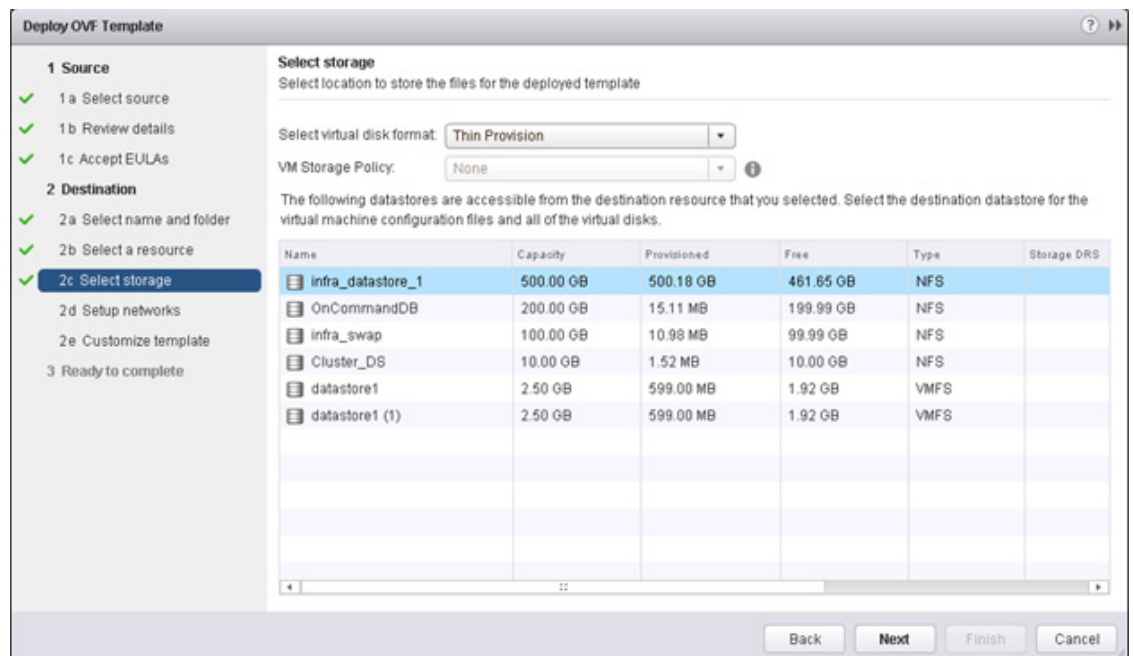 Deploy OVF Template
?
1 Source
1a Select source
1b Review details
1c Accept EULAs
2 Destination
2a Select name and folder
2b Select a resource
2c Select storage
2d Setup networks
2e Customize template
3 Ready to complete
Select storage
Select location to store the files for the deployed template
Select virtual disk format: Thin Provision
VM Storage Policy: None
The following datastores are accessible from the destination resource that you selected. Select the destination datastore for the
virtual machine configuration files and all of the virtual disks.
Name Capacity Provisioned Free Type Storage DRS
infra_datastore_1 500.00 GB 500.18 GB 461.65 GB NFS
OnCommandDB 200.00 GB 15.11 MB 199.99 GB NFS
infra_swap 100.00 GB 10.98 MB 99.99 GB NFS
Cluster_DS 10.00 GB 1.52 MB 10.00 GB NFS
datastore1 2.50 GB 599.00 MB 1.92 GB VMFS
datastore1 (1) 2.50 GB 599.00 MB 1.92 GB VMFS
Back Next Finish Cancel